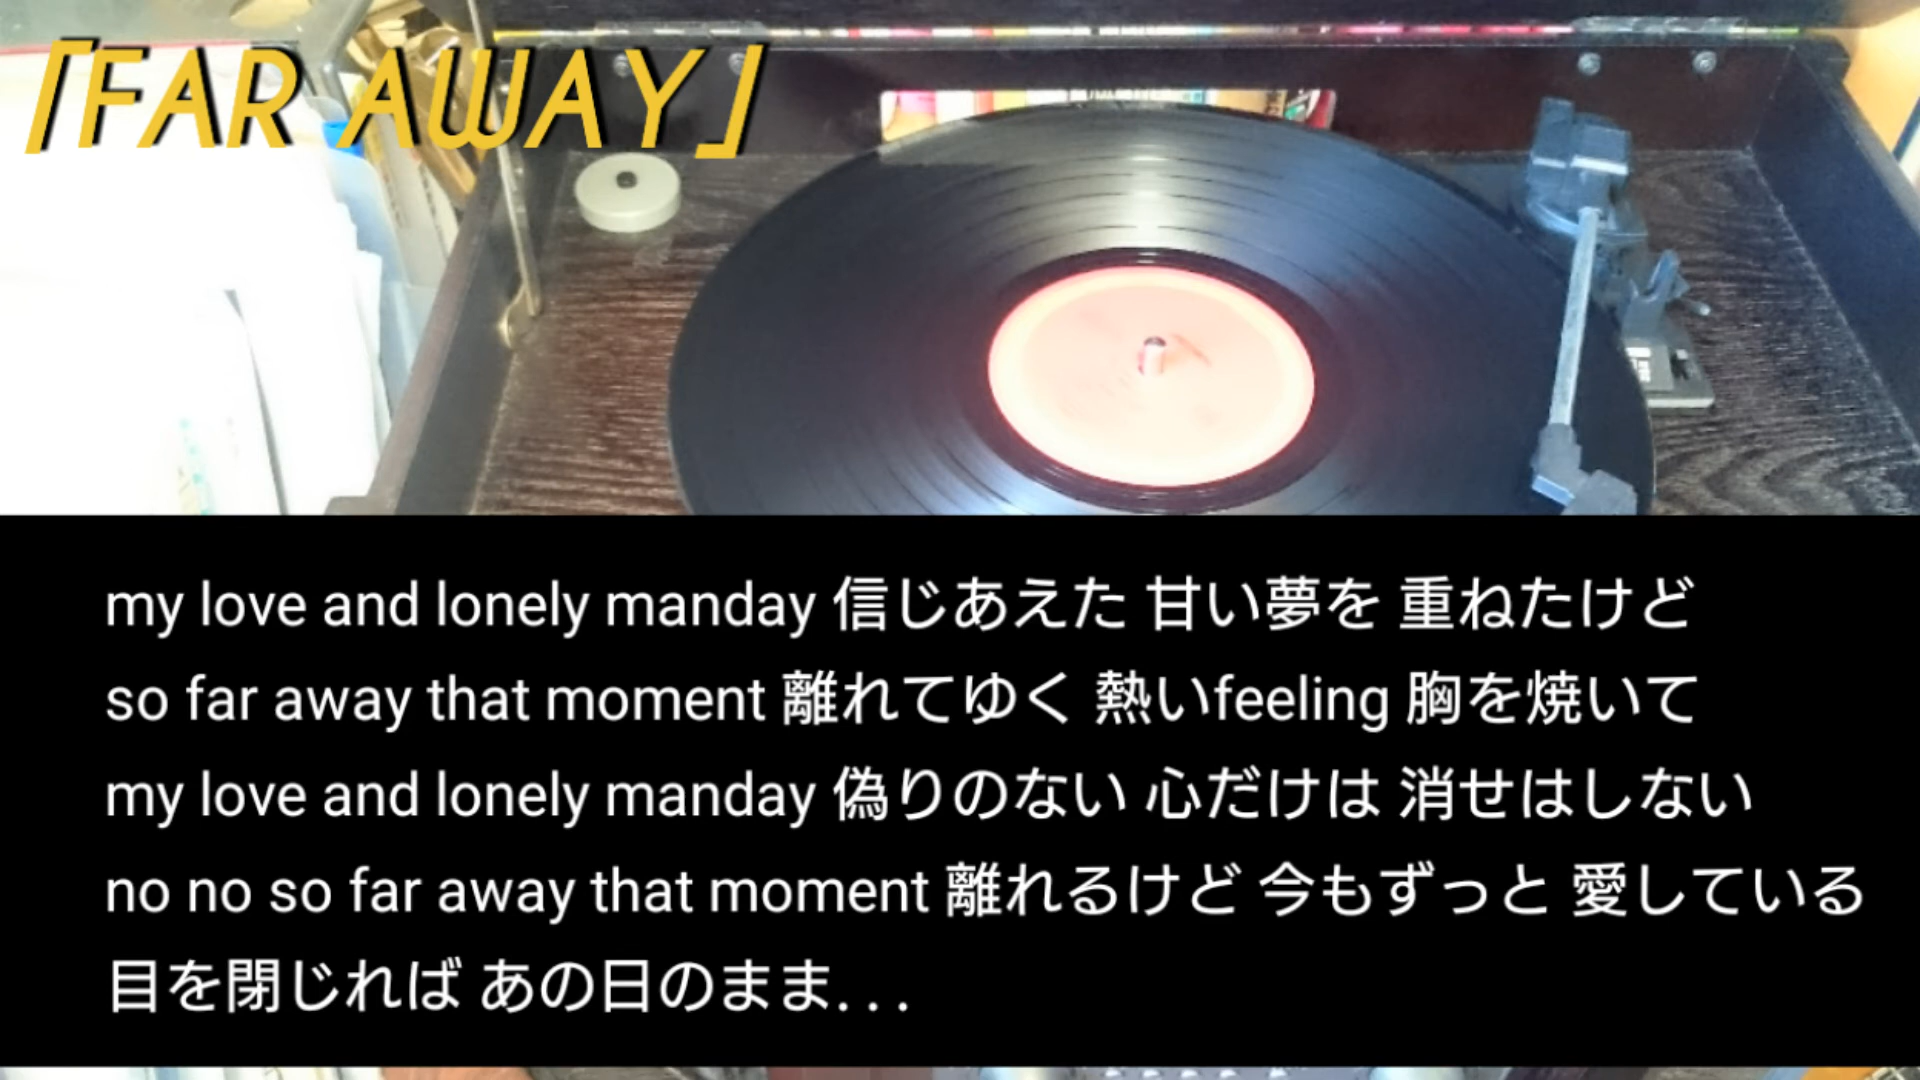 「FAR AWAY」
my love and lonely manday 信じあえた 甘い夢を 重ねたけど
so far away that moment 離れてゆく 熱いfeeling 胸を焼いて
my love and lonely manday 偽りのない 心だけは 消せはしない
no no so far away that moment 離れるけど 今もずっと 愛している
目を閉じれば あの日のまま...